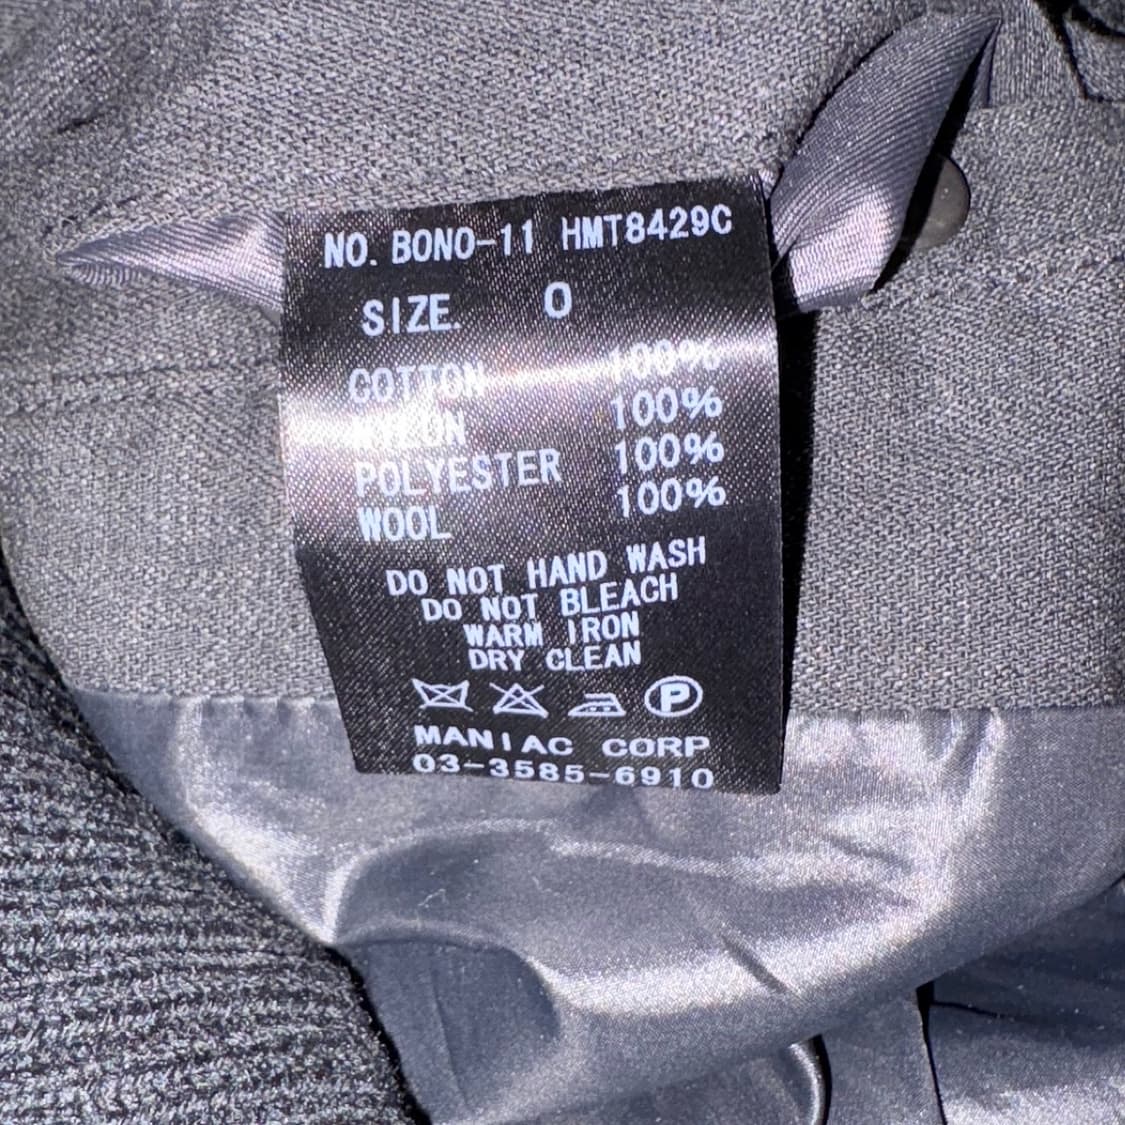 NO. BONO-11 HMT8429C
SIZE. 0
COTTON 100%
NYLON 100%
POLYESTER 100%
WOOL 100%
DO NOT HAND WASH
DO NOT BLEACH
WARM IRON
DRY CLEAN
P
MANIAC CORP
03-3585-6910